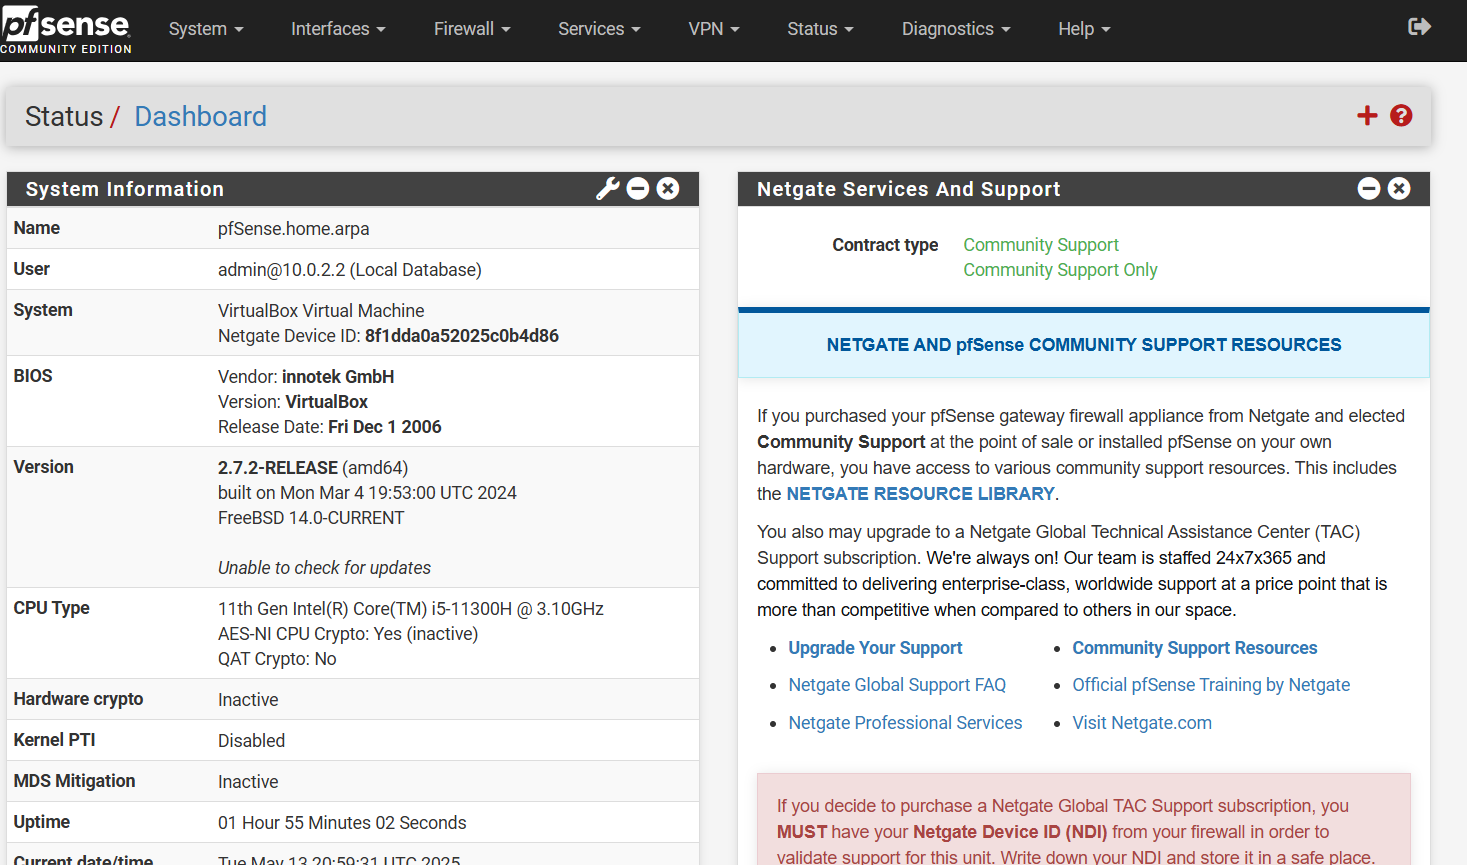 pfsense
COMMUNITY EDITION
System
Interfaces
Firewall
Services
VPN
Status
Diagnostics
Help
Status / Dashboard
System Information
Name pfSense.home.arpa
User admin@10.0.2.2 (Local Database)
System VirtualBox Virtual Machine
Netgate Device ID: 8f1dda0a52025c0b4d86
BIOS Vendor: innotek GmbH
Version: VirtualBox
Release Date: Fri Dec 1 2006
Version 2.7.2-RELEASE (amd64)
built on Mon Mar 4 19:53:00 UTC 2024
FreeBSD 14.0-CURRENT
Unable to check for updates
CPU Type 11th Gen Intel(R) Core(TM) i5-11300H @ 3.10GHz
AES-NI CPU Crypto: Yes (inactive)
QAT Crypto: No
Hardware crypto Inactive
Kernel PTI Disabled
MDS Mitigation Inactive
Uptime 01 Hour 55 Minutes 02 Seconds
Current date/time Tue May 13 20:59:31 UTC 2025
Netgate Services And Support
Contract type Community Support
Community Support Only
NETGATE AND pfSense COMMUNITY SUPPORT RESOURCES
If you purchased your pfSense gateway firewall appliance from Netgate and elected
Community Support at the point of sale or installed pfSense on your own
hardware, you have access to various community support resources. This includes
the NETGATE RESOURCE LIBRARY.
You also may upgrade to a Netgate Global Technical Assistance Center (TAC)
Support subscription. We're always on! Our team is staffed 24x7x365 and
committed to delivering enterprise-class, worldwide support at a price point that is
more than competitive when compared to others in our space.
Upgrade Your Support
Community Support Resources
Netgate Global Support FAQ
Official pfSense Training by Netgate
Netgate Professional Services
Visit Netgate.com
If you decide to purchase a Netgate Global TAC Support subscription, you
MUST have your Netgate Device ID (NDI) from your firewall in order to
validate support for this unit. Write down your NDI and store it in a safe place.